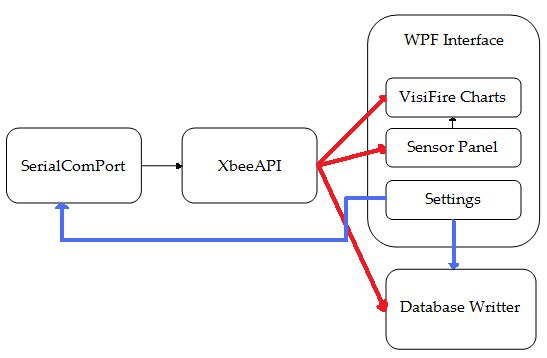 WPF Interface
VisiFire Charts
Sensor Panel
SerialComPort
XbeeAPI
Settings
Database Writter